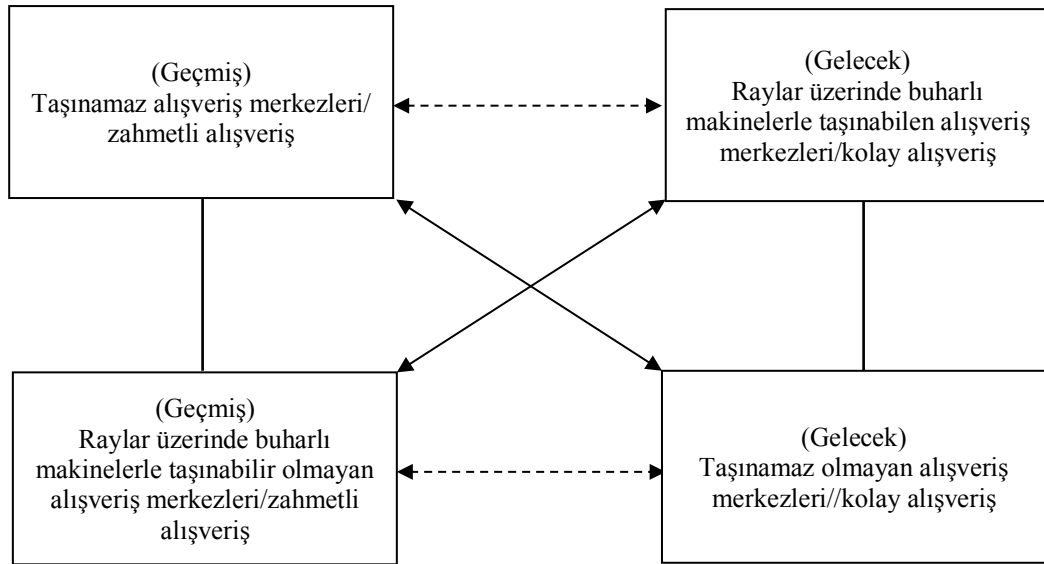 (Geçmiş)
Taşınamaz alışveriş merkezleri/
zahmetli alışveriş
(Gelecek)
Raylar üzerinde buharlı
makinelerle taşınabilen alışveriş
merkezleri/kolay alışveriş
(Geçmiş)
Raylar üzerinde buharlı
makinelerle taşınabilir olmayan
alışveriş merkezleri/zahmetli
alışveriş
(Gelecek)
Taşınamaz olmayan alışveriş
merkezleri//kolay alışveriş